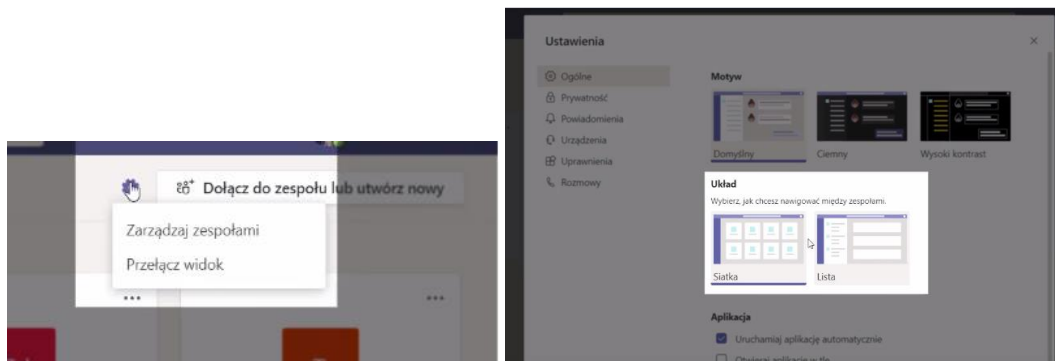 Dołącz do zespołu lub utwórz nowy
Zarządzaj zespołami
Przełącz widok
Ustawienia
Ogólne
Prywatność
Powiadomienia
Urządzenia
Uprawnienia
Rozmowy
Motyw
Domyślny
Ciemny
Wysoki kontrast
Układ
Wybierz, jak chcesz nawigować między zespołami.
Siatka
Lista
Aplikacja
Uruchamiaj aplikację automatycznie